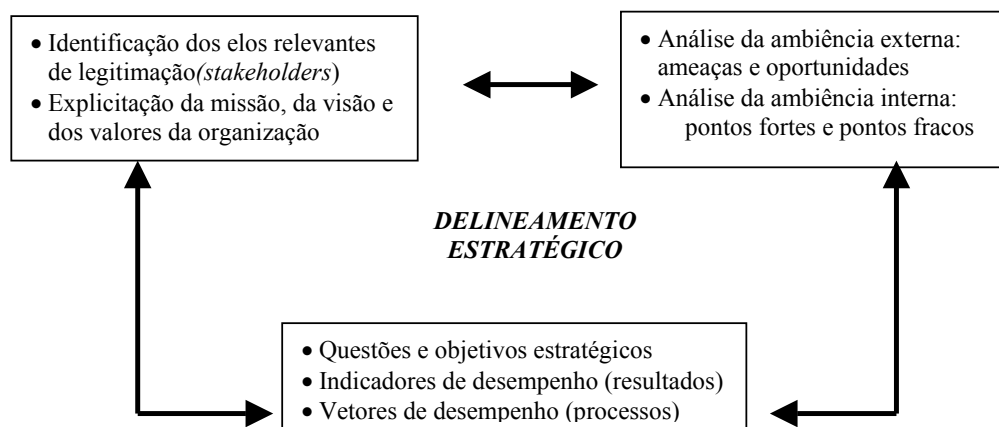 • Identificação dos elos relevantes
de legitimação(stakeholders)
• Explicitação da missão, da visão e
dos valores da organização
• Análise da ambiência externa:
ameaças e oportunidades
• Análise da ambiência interna:
pontos fortes e pontos fracos
DELINEAMENTO
ESTRATÉGICO
• Questões e objetivos estratégicos
• Indicadores de desempenho (resultados)
• Vetores de desempenho (processos)